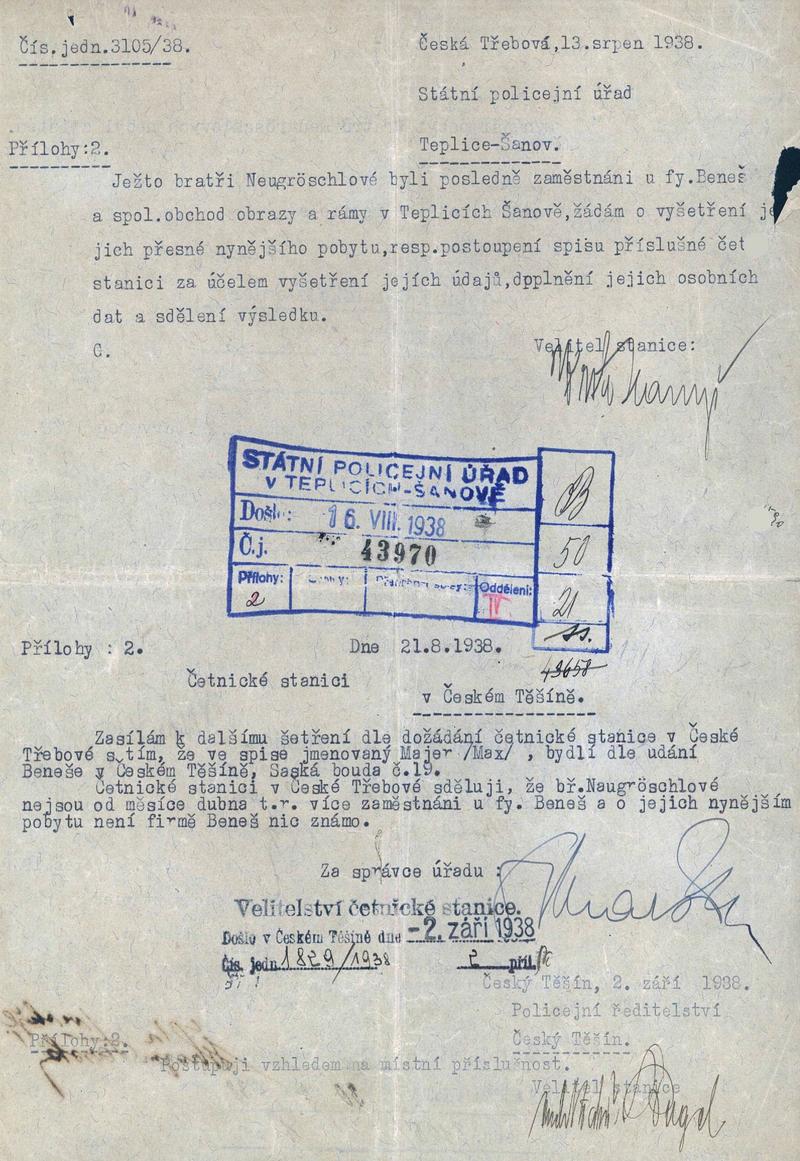 Čís.jedn.3105/38.
Česká Třebová,13.srpen 1938.
Státní policejní úřad
Přílohy:2.
Teplice-Šanov.
Ježto bratři Neugröschlové byli posledně zaměstnáni u fy.Beneš
a spol.obchod obrazy a rámy v Teplicích Šanově,žádám o vyšetření je
jich přesné nynějšího pobytu,resp.postoupení spisu příslušné čet
stanici za účelem vyšetření jejích údajů,dpplnění jejich osobních
dat a sdělení výsledku.
G.
Velitel stanice:
STÁTNÍ POLICEJNÍ ÚŘAD
V TEPLICÍCH-ŠANOVĚ
Došlo: 16. VIII. 1938
Č.j. 43970
50
Přílohy: Oddělení:
2 IV 21
Přílohy : 2. Dne 21.8.1938.
43658
Četnické stanici
v Českém Těšíně.
Zasílám k dalšímu šetření dle dožádání četnické stanice v České
Třebové s tím, že ve spise jmenovaný Majer /Max/ , bydlí dle udání
Beneše v Českém Těšíně, Saská bouda č.19.
Četnické stanici v České Třebové sděluji, že bř.Naugröschlové
nejsou od měsíce dubna t.r. více zaměstnáni u fy. Beneš a o jejich nynějším
pobytu není firmě Beneš nic známo.
Za správce úřadu :
Velitelství četnické stanice.
Došlo v Českém Těšíně dne -2. září 1938
Čís. jedn. 1829/1938 2 příl.
Český Těšín, 2. září 1938.
Policejní ředitelství
Přílohy:2.
Český Těšín.
Postupuji vzhledem na místní příslušnost.
Velitel stanice